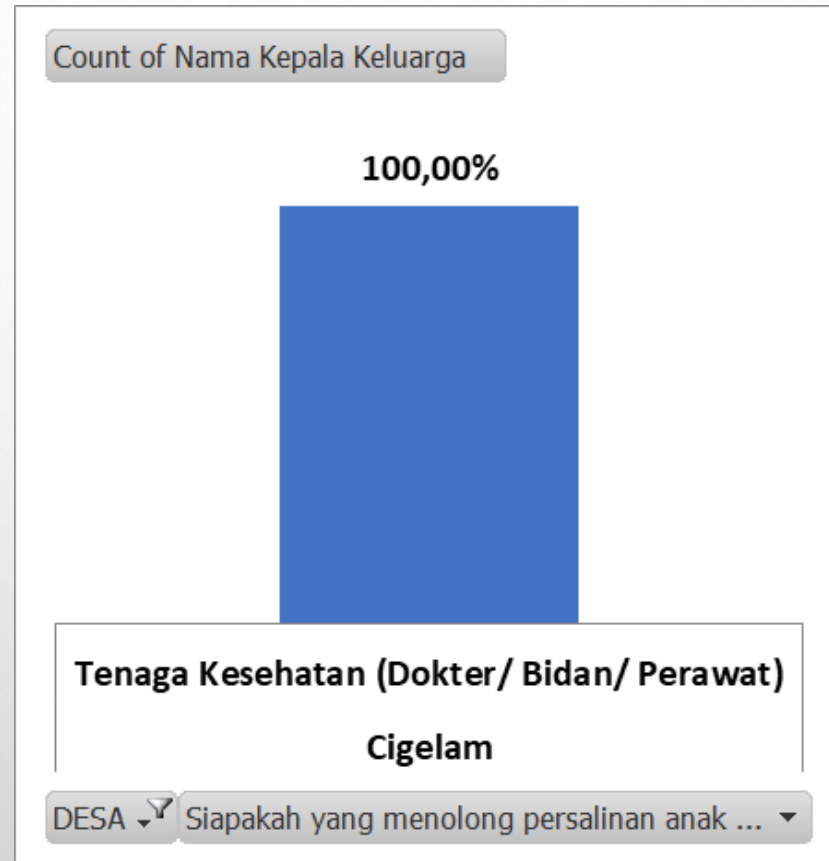 Count of Nama Kepala Keluarga
100,00%
Tenaga Kesehatan (Dokter/ Bidan/ Perawat)
Cigelam
DESA Siapakah yang menolong persalinan anak ...